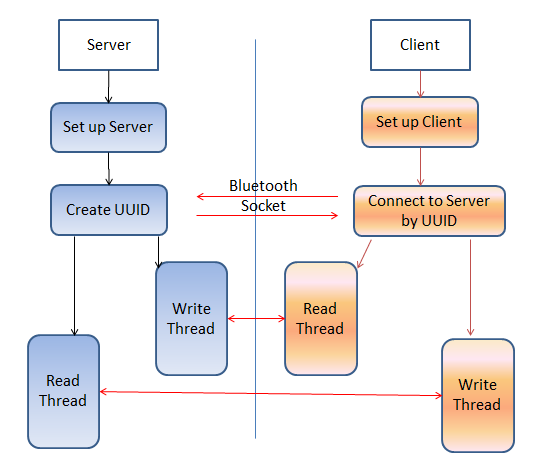 Server
Client
Set up Server
Set up Client
Bluetooth
Socket
Create UUID
Connect to Server
by UUID
Write
Thread
Read
Thread
Read
Thread
Write
Thread